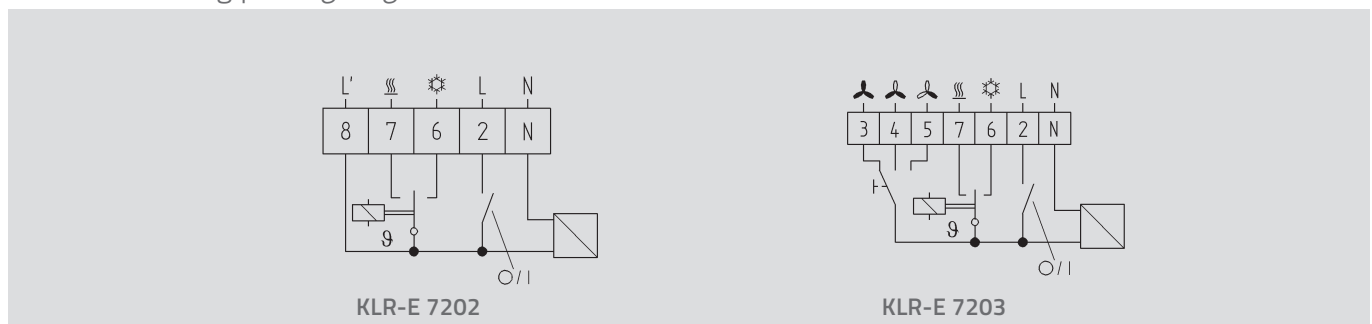 L' L N
8 7 6 2 N
ϑ
O/I
KLR-E 7202
L N
3 4 5 7 6 2 N
ϑ
O/I
KLR-E 7203